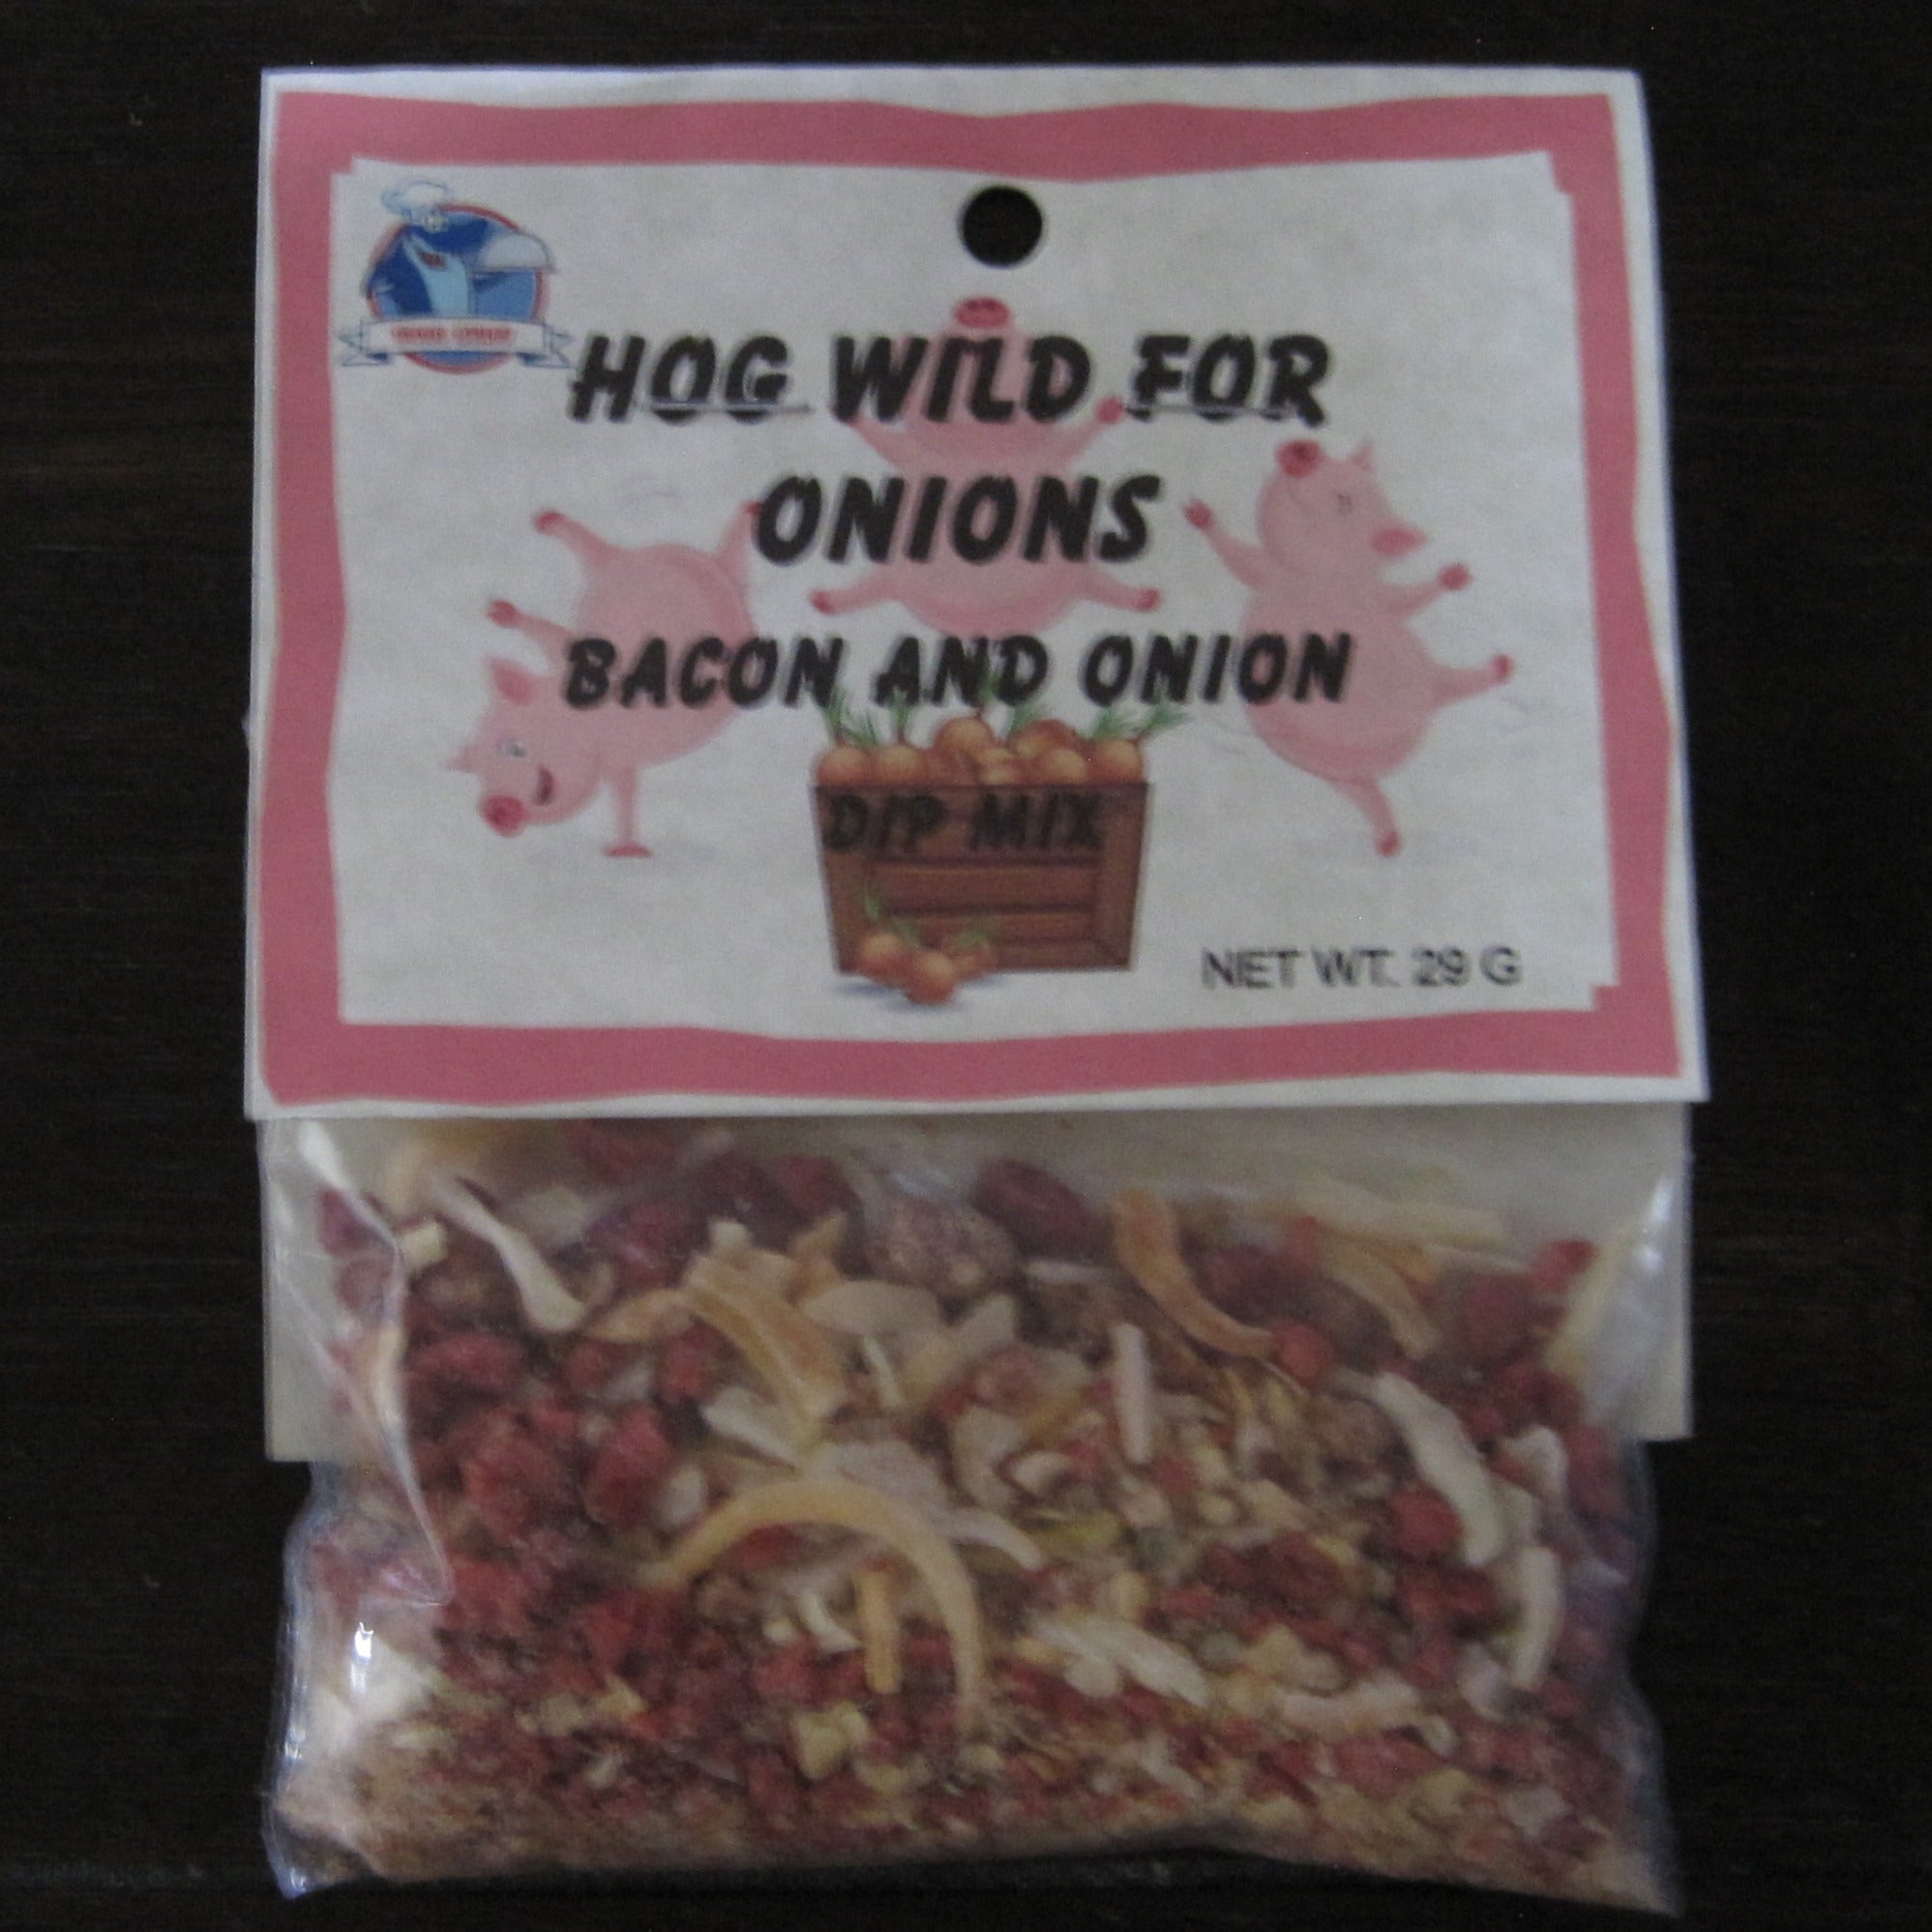 HOG WILD FOR
ONIONS
BACON AND ONION
DIP MIX
NET WT. 29 G